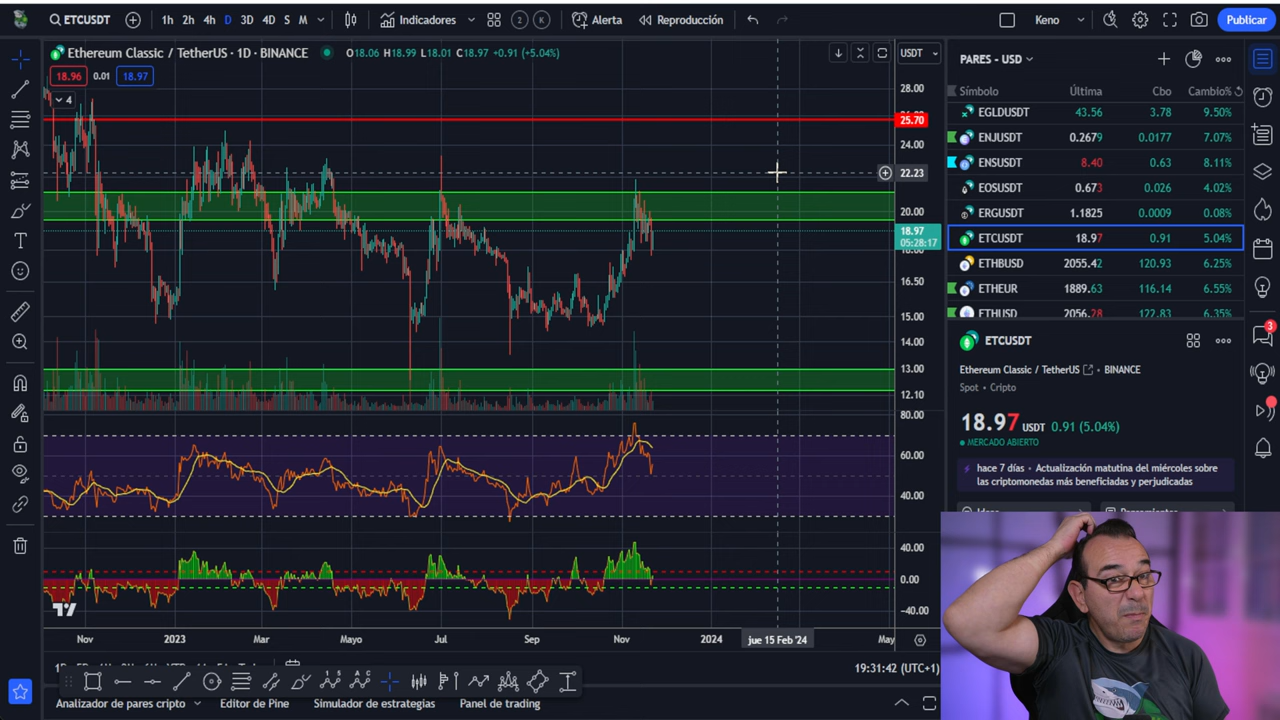 ETCUSDT
1h 2h 4h D 3D 4D S M
Indicadores
2 K
Alerta
Reproducción
Keno
Publicar
Ethereum Classic / TetherUS · 1D · BINANCE
O18.06 H18.99 L18.01 C18.97 +0.91 (+5.04%)
USDT
18.96 0.01 18.97
4
28.00
25.70
24.00
22.23
20.00
18.97
05:28:17
16.50
15.00
14.00
13.00
12.10
80.00
60.00
40.00
40.00
0.00
−40.00
Nov 2023 Mar Mayo Jul Sep Nov 2024 jue 15 Feb '24 May
19:31:42 (UTC+1)
Analizador de pares cripto
Editor de Pine
Simulador de estrategias
Panel de trading
PARES - USD
Símbolo Última Cbo Cambio%
EGLDUSDT 43.56 3.78 9.50%
ENJUSDT 0.2679 0.0177 7.07%
ENSUSDT 8.40 0.63 8.11%
EOSUSDT 0.673 0.026 4.02%
ERGUSDT 1.1825 0.0009 0.08%
ETCUSDT 18.97 0.91 5.04%
ETHBUSD 2055.42 120.93 6.25%
ETHEUR 1889.63 116.14 6.55%
ETHUSD 2056.28 122.83 6.35%
3
ETCUSDT
Ethereum Classic / TetherUS BINANCE
Spot • Cripto
18.97 USDT 0.91 (5.04%)
MERCADO ABIERTO
hace 7 días • Actualización matutina del miércoles sobre
las criptomonedas más beneficiadas y perjudicadas